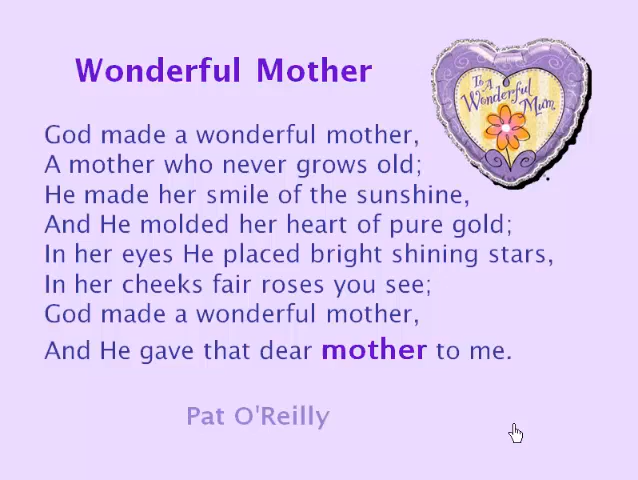 Wonderful Mother
To A
Wonderful
Mum
God made a wonderful mother,
A mother who never grows old;
He made her smile of the sunshine,
And He molded her heart of pure gold;
In her eyes He placed bright shining stars,
In her cheeks fair roses you see;
God made a wonderful mother,
And He gave that dear mother to me.
Pat O'Reilly